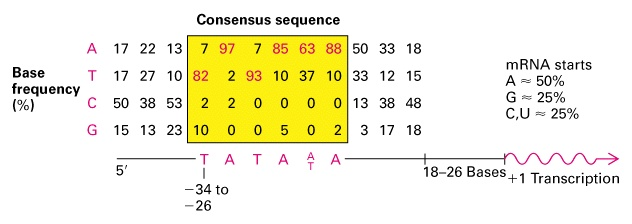 Consensus sequence
A 17 22 13 7 97 7 85 63 88 50 33 18
T 17 27 10 82 2 93 10 37 10 33 12 15
C 50 38 53 2 2 0 0 0 0 13 38 48
G 15 13 23 10 0 0 5 0 2 3 17 18
Base
frequency
(%)
mRNA starts
A ≈ 50%
G ≈ 25%
C,U ≈ 25%
T A T A A/T A
5′
−34 to
−26
18–26 Bases
+1 Transcription